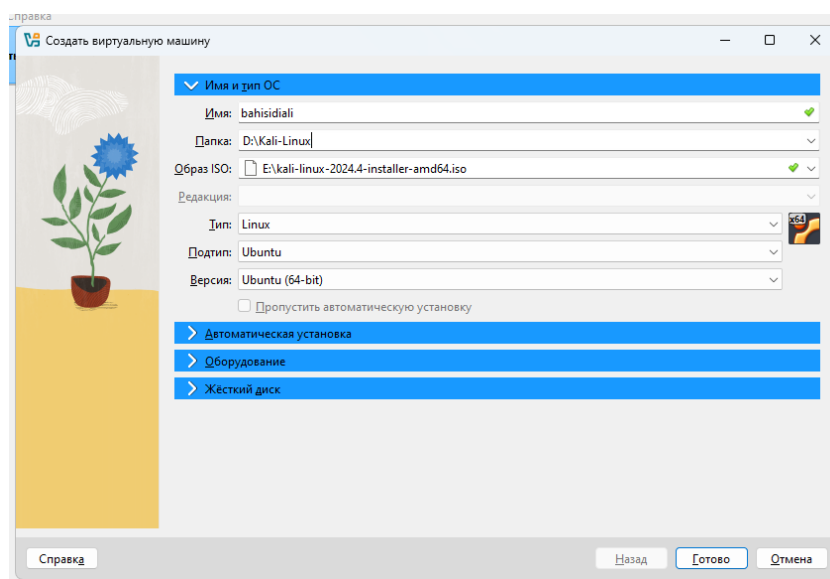 Справка
Создать виртуальную машину
Имя и тип ОС
Имя: bahisidiali
Папка: D:\Kali-Linux
Образ ISO: E:\kali-linux-2024.4-installer-amd64.iso
Редакция:
Тип: Linux
x64
Подтип: Ubuntu
Версия: Ubuntu (64-bit)
Пропустить автоматическую установку
Автоматическая установка
Оборудование
Жёсткий диск
Справка Назад Готово Отмена